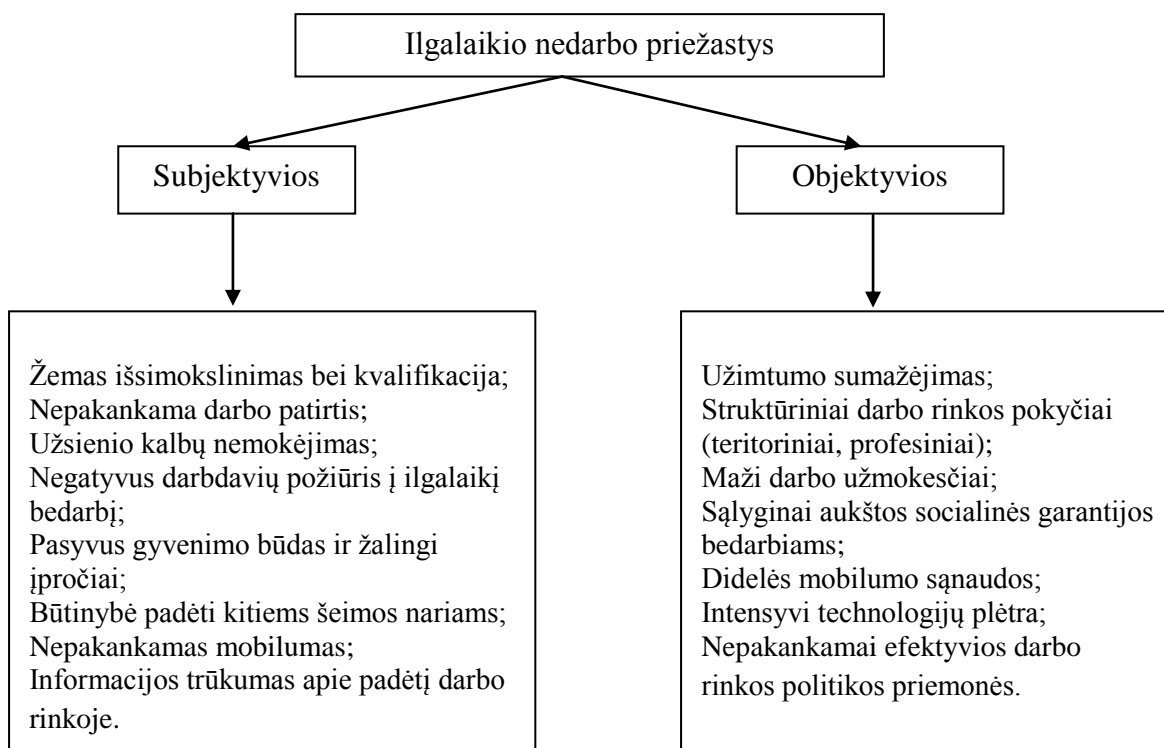 Ilgalaikio nedarbo priežastys
Subjektyvios
Objektyvios
Žemas išsimokslinimas bei kvalifikacija;
Nepakankama darbo patirtis;
Užsienio kalbų nemokėjimas;
Negatyvus darbdavių požiūris į ilgalaikį
bedarbį;
Pasyvus gyvenimo būdas ir žalingi
įpročiai;
Būtinybė padėti kitiems šeimos nariams;
Nepakankamas mobilumas;
Informacijos trūkumas apie padėtį darbo
rinkoje.
Užimtumo sumažėjimas;
Struktūriniai darbo rinkos pokyčiai
(teritoriniai, profesiniai);
Maži darbo užmokesčiai;
Sąlyginai aukštos socialinės garantijos
bedarbiams;
Didelės mobilumo sąnaudos;
Intensyvi technologijų plėtra;
Nepakankamai efektyvios darbo
rinkos politikos priemonės.